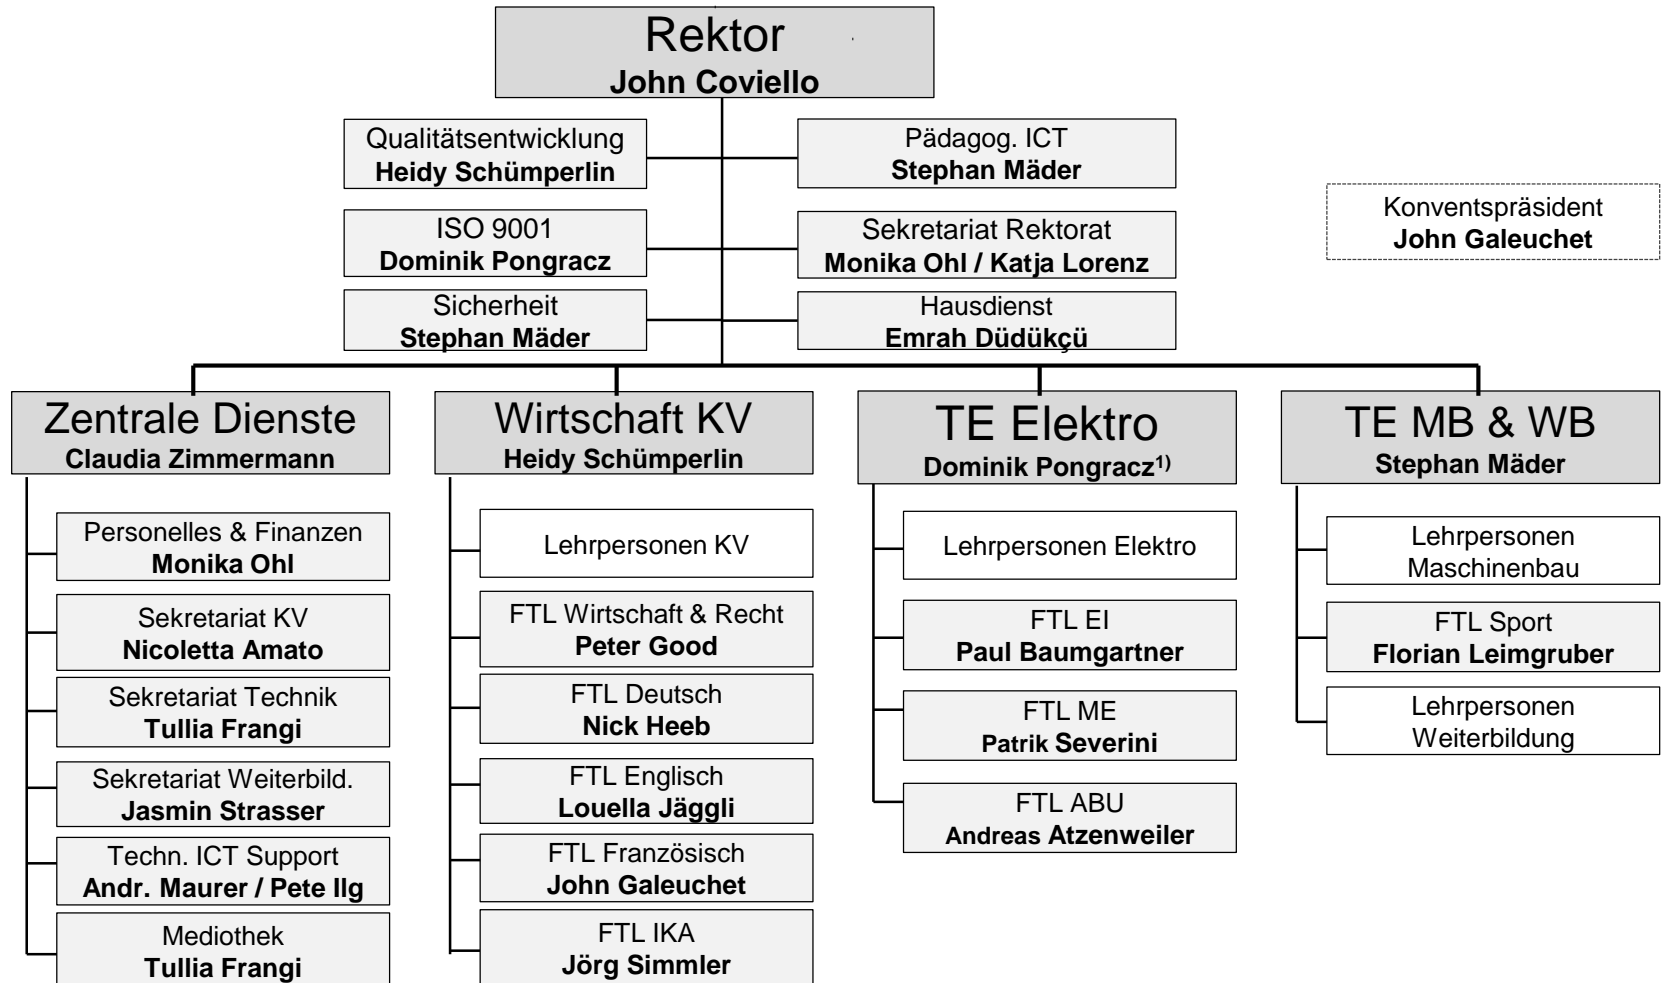 Rektor
John Coviello
Qualitätsentwicklung
Heidy Schümperlin
Pädagog. ICT
Stephan Mäder
ISO 9001
Dominik Pongracz
Sekretariat Rektorat
Monika Ohl / Katja Lorenz
Konventspräsident
John Galeuchet
Sicherheit
Stephan Mäder
Hausdienst
Emrah Düdükçü
Zentrale Dienste
Claudia Zimmermann
Personelles & Finanzen
Monika Ohl
Sekretariat KV
Nicoletta Amato
Sekretariat Technik
Tullia Frangi
Sekretariat Weiterbild.
Jasmin Strasser
Techn. ICT Support
Andr. Maurer / Pete Ilg
Mediothek
Tullia Frangi
Wirtschaft KV
Heidy Schümperlin
Lehrpersonen KV
FTL Wirtschaft & Recht
Peter Good
FTL Deutsch
Nick Heeb
FTL Englisch
Louella Jäggli
FTL Französisch
John Galeuchet
FTL IKA
Jörg Simmler
TE Elektro
Dominik Pongracz1)
Lehrpersonen Elektro
FTL EI
Paul Baumgartner
FTL ME
Patrik Severini
FTL ABU
Andreas Atzenweiler
TE MB & WB
Stephan Mäder
Lehrpersonen
Maschinenbau
FTL Sport
Florian Leimgruber
Lehrpersonen
Weiterbildung